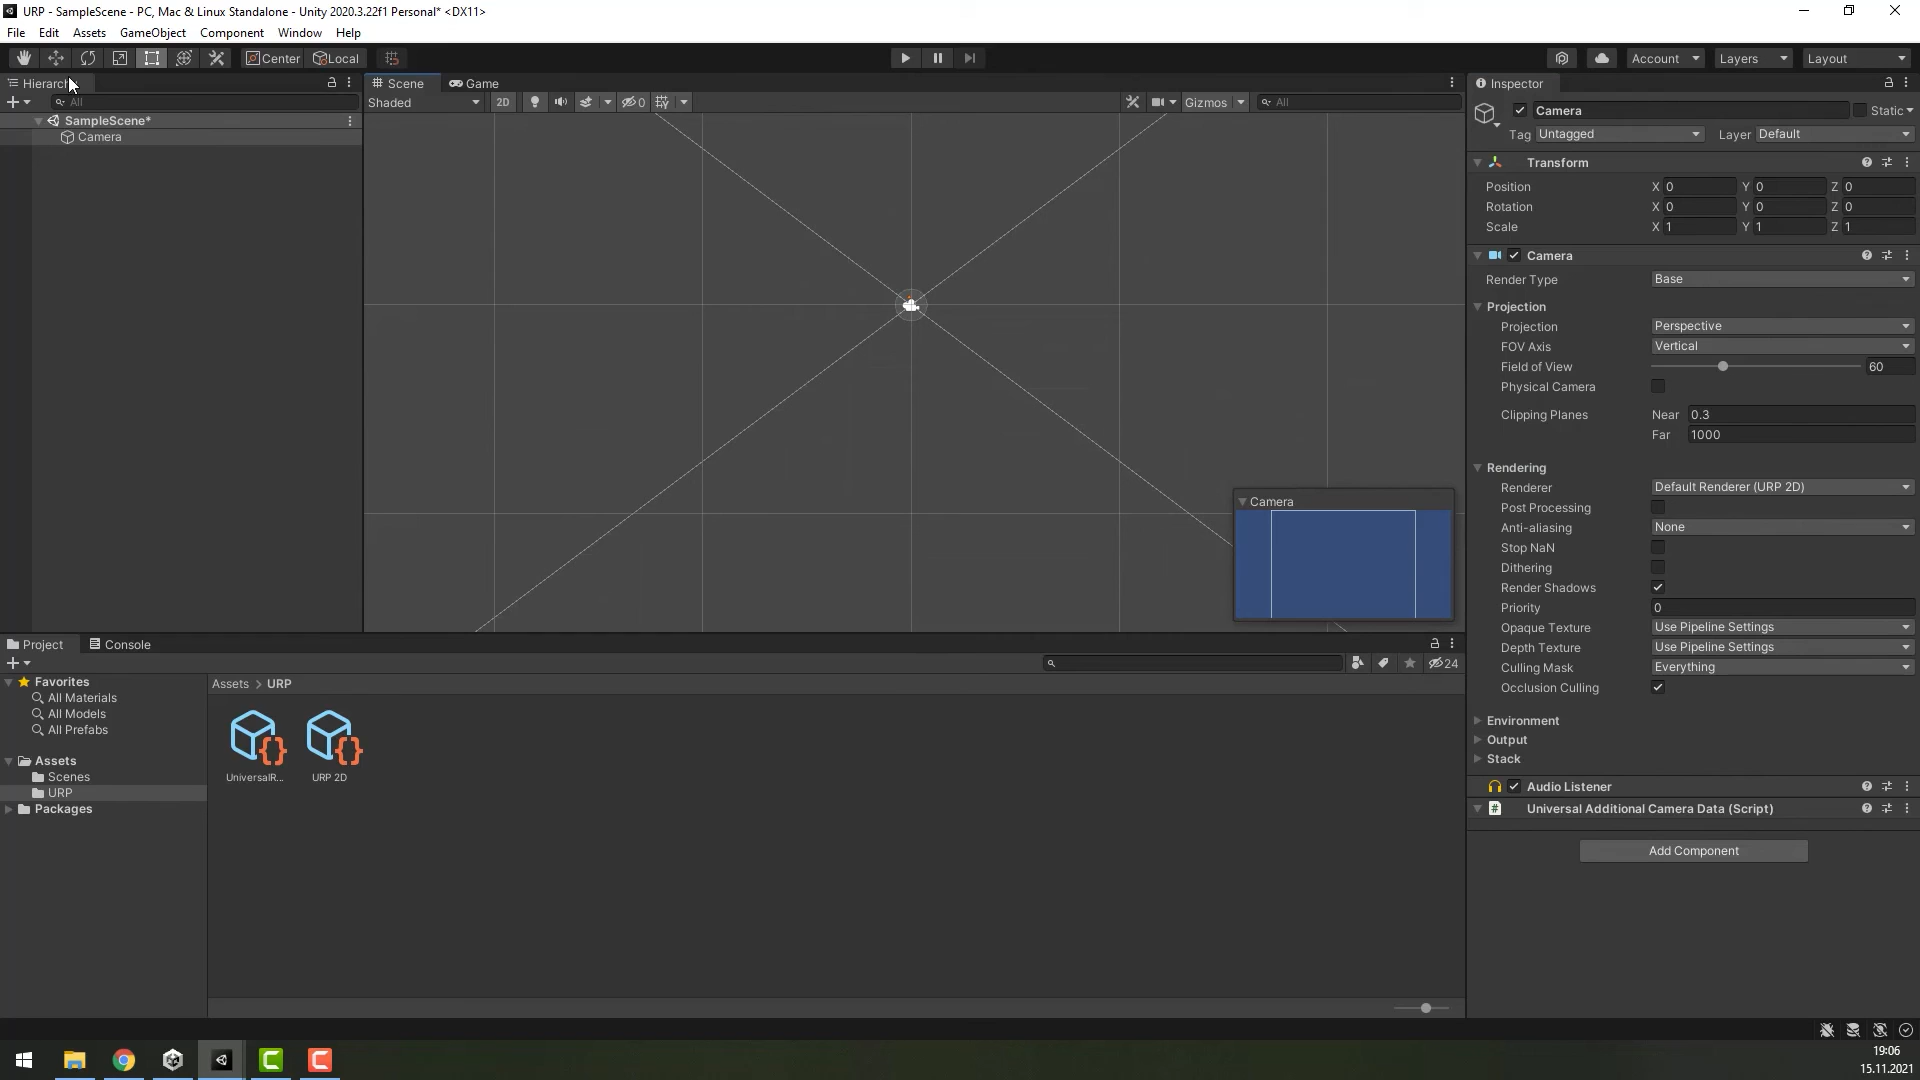 URP - SampleScene - PC, Mac & Linux Standalone - Unity 2020.3.22f1 Personal* <DX11>
File Edit Assets GameObject Component Window Help
Center Local Account Layers Layout
Hierarch
All
SampleScene*
Camera
Scene Game
Shaded 2D 0 Gizmos All
Camera
Inspector
Camera Static
Tag Untagged Layer Default
Transform
Position X 0 Y 0 Z 0
Rotation X 0 Y 0 Z 0
Scale X 1 Y 1 Z 1
Camera
Render Type Base
Projection
Projection Perspective
FOV Axis Vertical
Field of View 60
Physical Camera
Clipping Planes Near 0.3
Far 1000
Rendering
Renderer Default Renderer (URP 2D)
Post Processing
Anti-aliasing None
Stop NaN
Dithering
Render Shadows
Priority 0
Opaque Texture Use Pipeline Settings
Depth Texture Use Pipeline Settings
Culling Mask Everything
Occlusion Culling
Environment
Output
Stack
Audio Listener
# Universal Additional Camera Data (Script)
Add Component
Project Console
24
Favorites
All Materials
All Models
All Prefabs
Assets
Scenes
URP
Packages
Assets > URP
UniversalR... URP 2D
19:06
15.11.2021